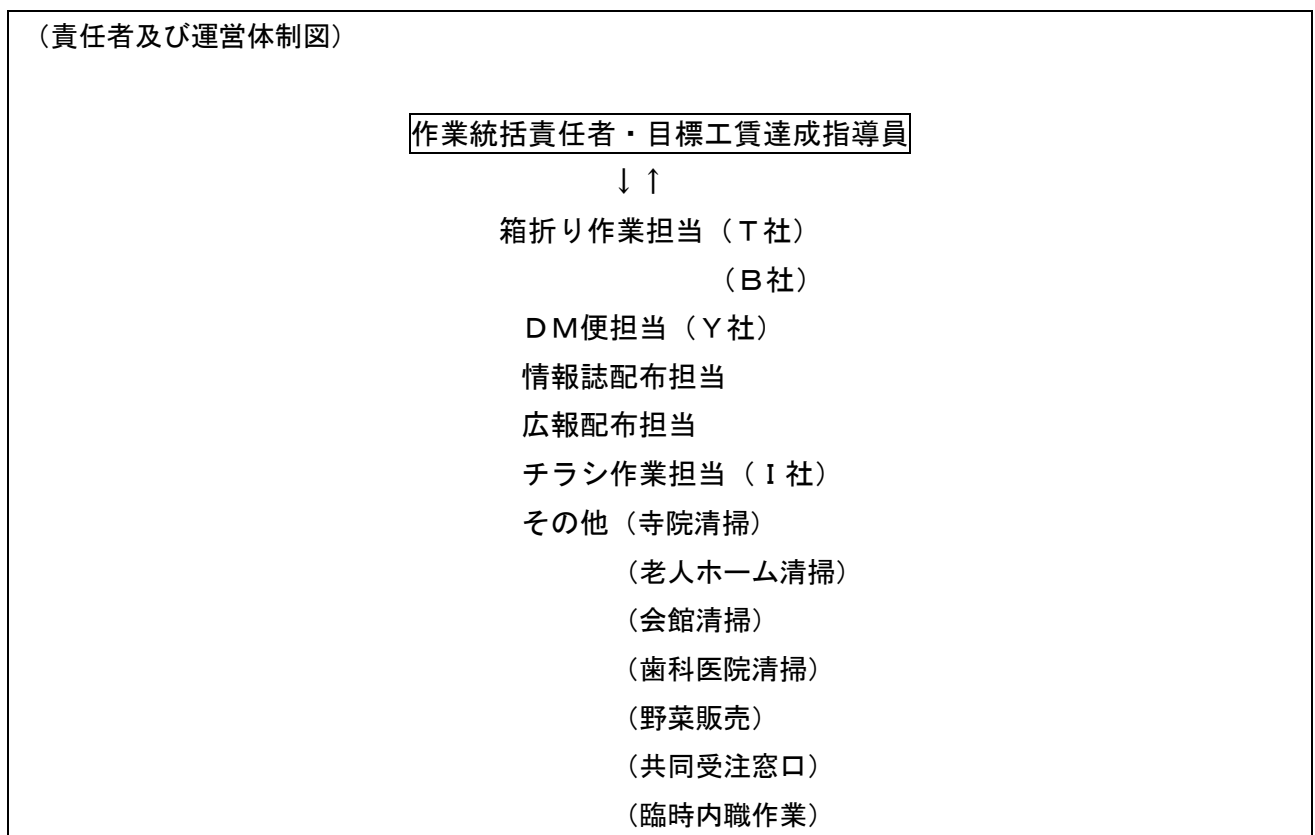 （責任者及び運営体制図）
作業統括責任者・目標工賃達成指導員
↓↑
箱折り作業担当（Ｔ社）
（Ｂ社）
ＤＭ便担当（Ｙ社）
情報誌配布担当
広報配布担当
チラシ作業担当（Ｉ社）
その他（寺院清掃）
（老人ホーム清掃）
（会館清掃）
（歯科医院清掃）
（野菜販売）
（共同受注窓口）
（臨時内職作業）